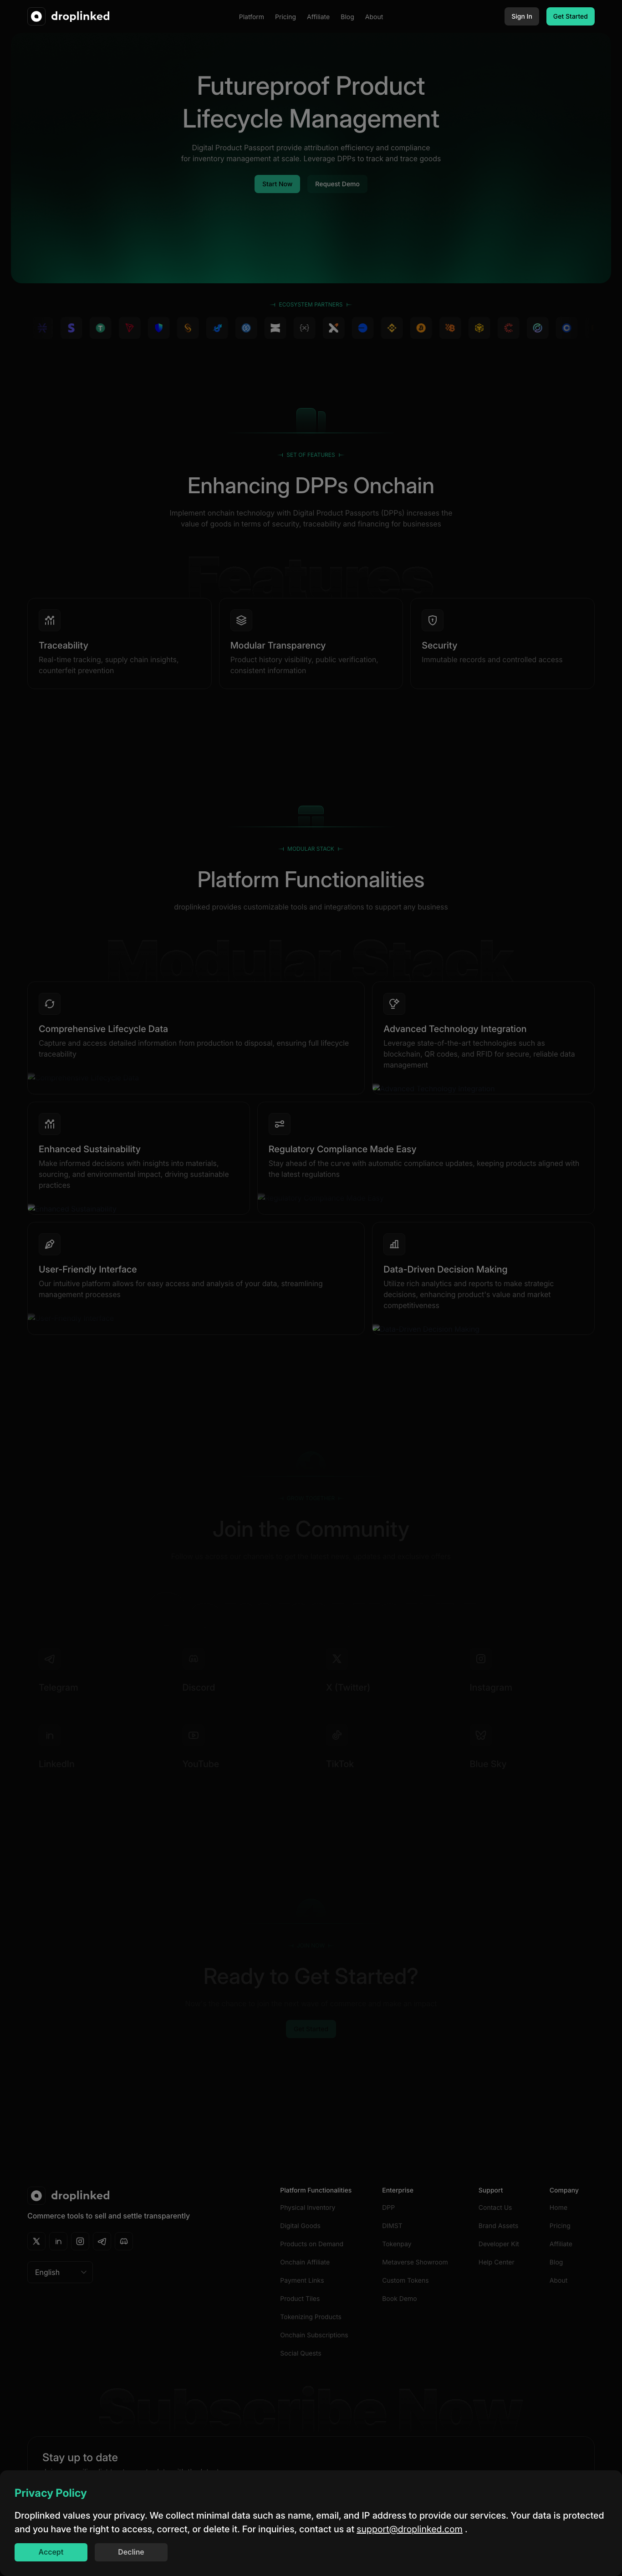 droplinked
Platform Pricing Affiliate Blog About
Sign In Get Started
Futureproof Product
Lifecycle Management
Digital Product Passport provide attribution efficiency and compliance
for inventory management at scale. Leverage DPPs to track and trace goods
Start Now Request Demo
ECOSYSTEM PARTNERS
SET OF FEATURES
Enhancing DPPs Onchain
Implement onchain technology with Digital Product Passports (DPPs) increases the
value of goods in terms of security, traceability and financing for businesses
Features
Traceability
Real-time tracking, supply chain insights,
counterfeit prevention
Modular Transparency
Product history visibility, public verification,
consistent information
Security
Immutable records and controlled access
MODULAR STACK
Platform Functionalities
droplinked provides customizable tools and integrations to support any business
Modular Stack
Comprehensive Lifecycle Data
Capture and access detailed information from production to disposal, ensuring full lifecycle
traceability
Advanced Technology Integration
Leverage state-of-the-art technologies such as
blockchain, QR codes, and RFID for secure, reliable data
management
Enhanced Sustainability
Make informed decisions with insights into materials,
sourcing, and environmental impact, driving sustainable
practices
Regulatory Compliance Made Easy
Stay ahead of the curve with automatic compliance updates, keeping products aligned with
the latest regulations
User-Friendly Interface
Our intuitive platform allows for easy access and analysis of your data, streamlining
management processes
Data-Driven Decision Making
Utilize rich analytics and reports to make strategic
decisions, enhancing product's value and market
competitiveness
Join the Community
Telegram Discord X (Twitter) Instagram
LinkedIn YouTube TikTok Blue Sky
Ready to Get Started?
droplinked
Commerce tools to sell and settle transparently
English
Platform Functionalities
Physical Inventory
Digital Goods
Products on Demand
Onchain Affiliate
Payment Links
Product Tiles
Tokenizing Products
Onchain Subscriptions
Social Quests
Enterprise
DPP
D3MST
Tokenpay
Metaverse Showroom
Custom Tokens
Book Demo
Support
Contact Us
Brand Assets
Developer Kit
Help Center
Company
Home
Pricing
Affiliate
Blog
About
Subscribe Now
Stay up to date
Privacy Policy
Droplinked values your privacy. We collect minimal data such as name, email, and IP address to provide our services. Your data is protected
and you have the right to access, correct, or delete it. For inquiries, contact us at support@droplinked.com .
Accept Decline